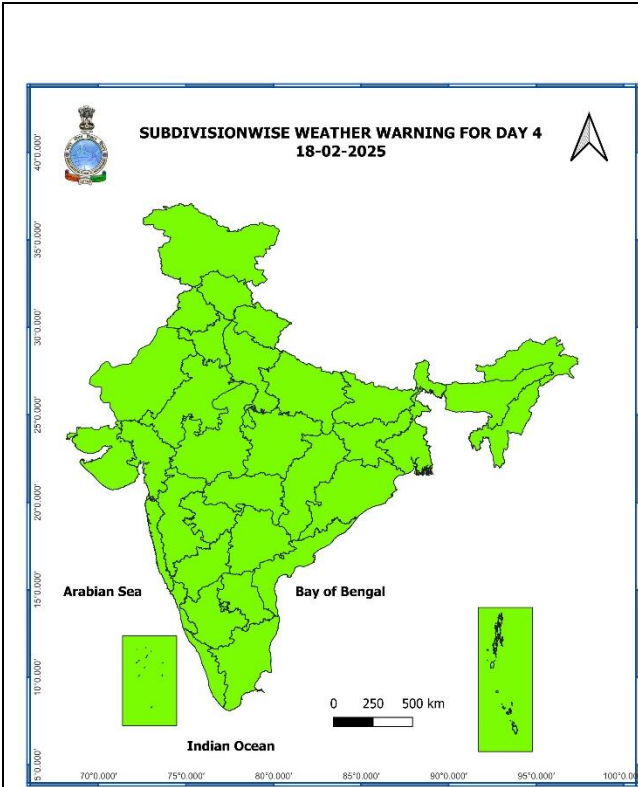 SUBDIVISIONWISE WEATHER WARNING FOR DAY 4
18-02-2025
40°0.000'
35°0.000'
30°0.000'
25°0.000'
20°0.000'
15°0.000'
10°0.000'
5°0.000'
Arabian Sea
Bay of Bengal
0 250 500 km
Indian Ocean
70°0.000' 75°0.000' 80°0.000' 85°0.000' 90°0.000' 95°0.000' 100°0.0